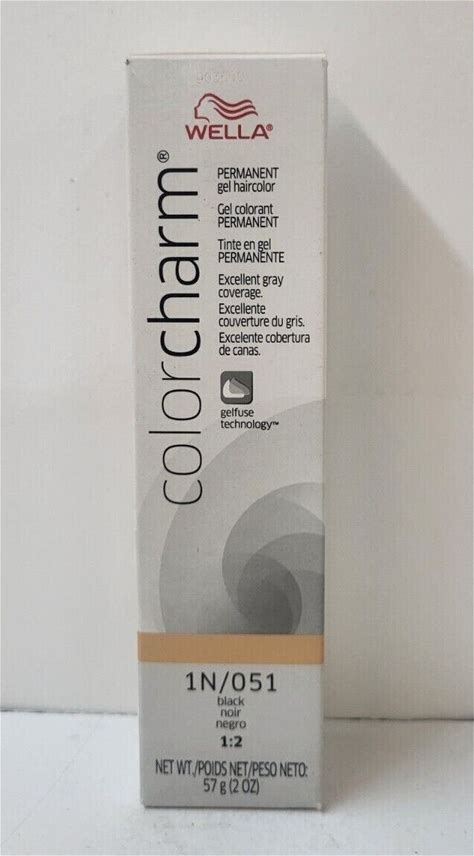 WELLA®
colorcharm®
PERMANENT
gel haircolor
Gel colorant
PERMANENT
Tinte en gel
PERMANENTE
Excellent gray
coverage.
Excellente
couverture du gris.
Excelente cobertura
de canas.
gelfuse
technology™
1N/051
black
noir
negro
1:2
NET WT./POIDS NET/PESO NETO:
57 g (2 OZ)